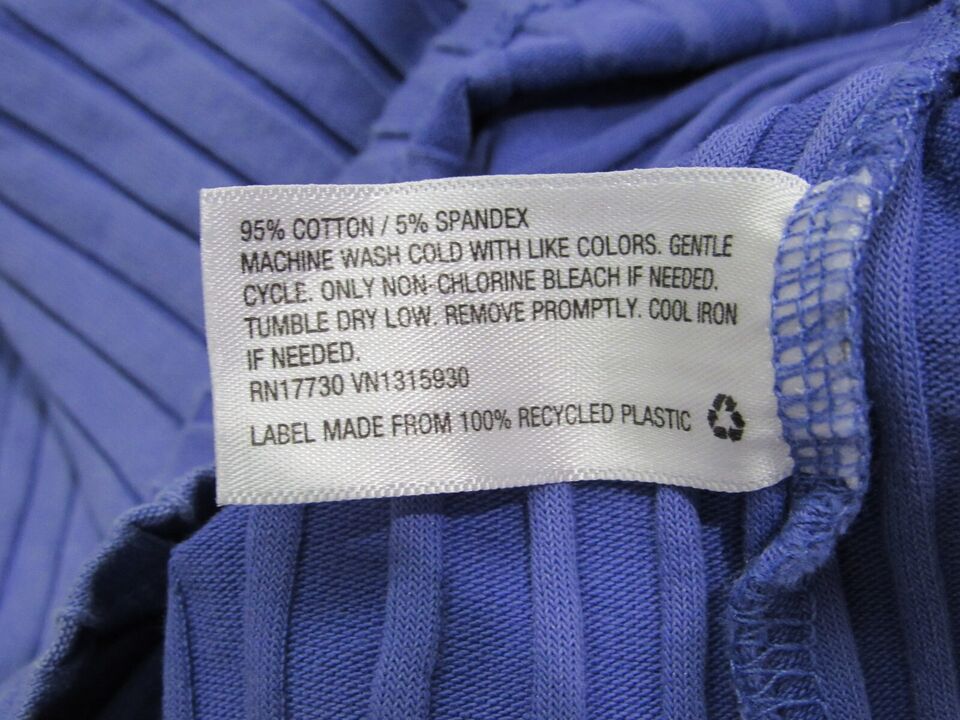 95% COTTON / 5% SPANDEX
MACHINE WASH COLD WITH LIKE COLORS. GENTLE
CYCLE. ONLY NON-CHLORINE BLEACH IF NEEDED.
TUMBLE DRY LOW. REMOVE PROMPTLY. COOL IRON
IF NEEDED.
RN17730 VN1315930
LABEL MADE FROM 100% RECYCLED PLASTIC